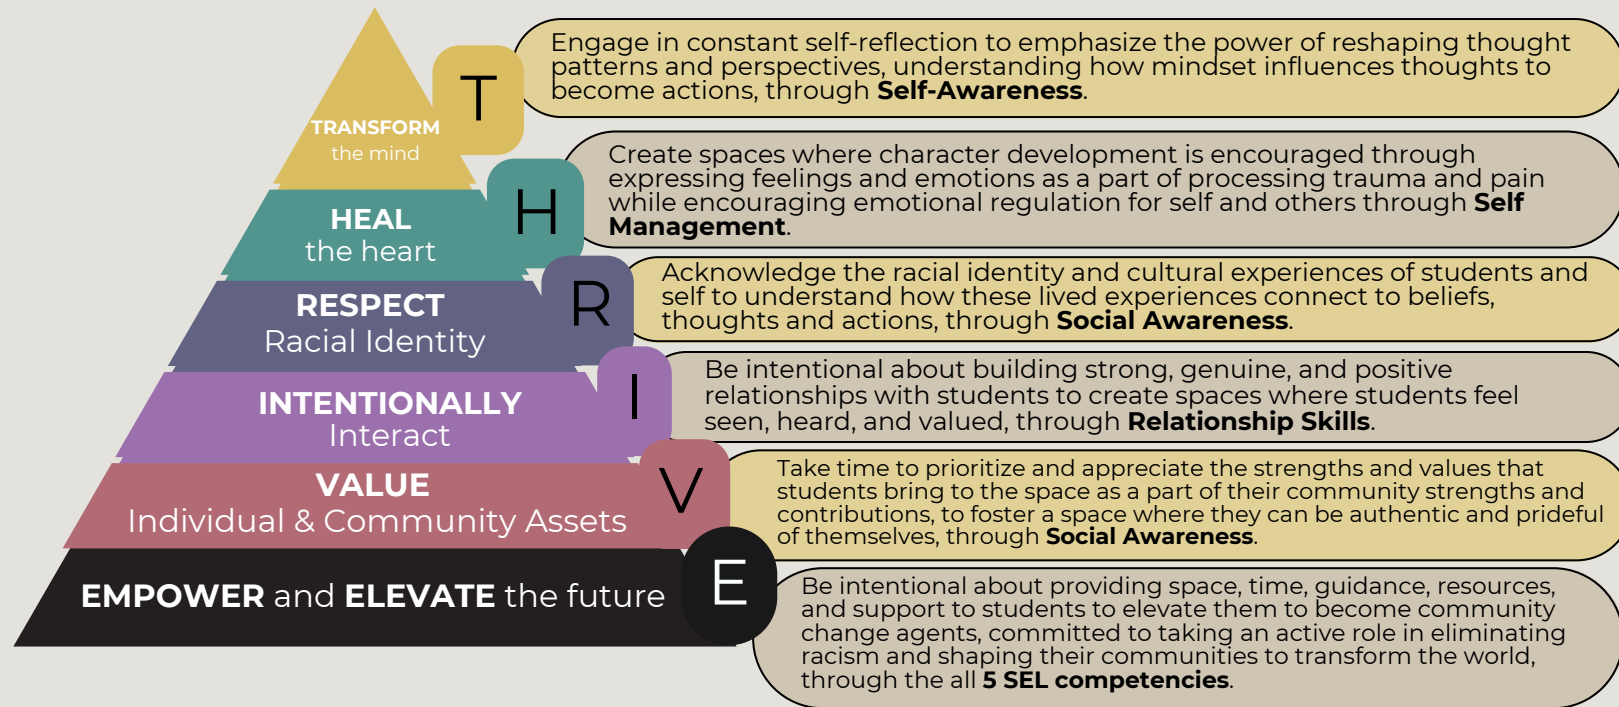 TRANSFORM
the mind
T
Engage in constant self-reflection to emphasize the power of reshaping thought
patterns and perspectives, understanding how mindset influences thoughts to
become actions, through Self-Awareness.
HEAL
the heart
H
Create spaces where character development is encouraged through
expressing feelings and emotions as a part of processing trauma and pain
while encouraging emotional regulation for self and others through Self
Management.
RESPECT
Racial Identity
R
Acknowledge the racial identity and cultural experiences of students and
self to understand how these lived experiences connect to beliefs,
thoughts and actions, through Social Awareness.
INTENTIONALLY
Interact
I
Be intentional about building strong, genuine, and positive
relationships with students to create spaces where students feel
seen, heard, and valued, through Relationship Skills.
VALUE
Individual & Community Assets
V
Take time to prioritize and appreciate the strengths and values that
students bring to the space as a part of their community strengths and
contributions, to foster a space where they can be authentic and prideful
of themselves, through Social Awareness.
EMPOWER and ELEVATE the future
E
Be intentional about providing space, time, guidance, resources,
and support to students to elevate them to become community
change agents, committed to taking an active role in eliminating
racism and shaping their communities to transform the world,
through the all 5 SEL competencies.